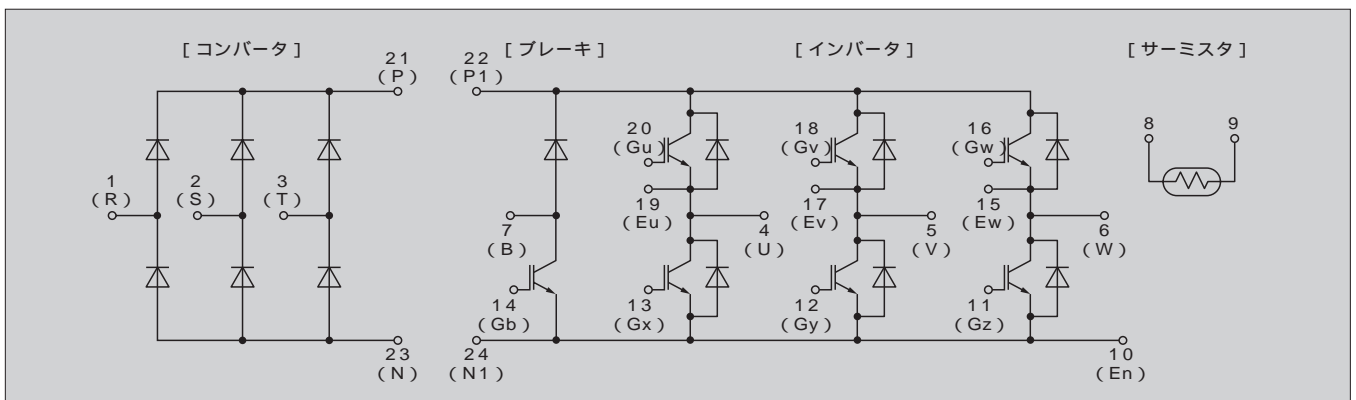 [コンバータ]
21
(P)
22
(P1)
[ブレーキ]
[インバータ]
[サーミスタ]
20
(Gu)
18
(Gv)
16
(Gw)
8
9
1
(R)
2
(S)
3
(T)
7
(B)
19
(Eu)
4
(U)
17
(Ev)
5
(V)
15
(Ew)
6
(W)
14
(Gb)
13
(Gx)
12
(Gy)
11
(Gz)
23
(N)
24
(N1)
10
(En)